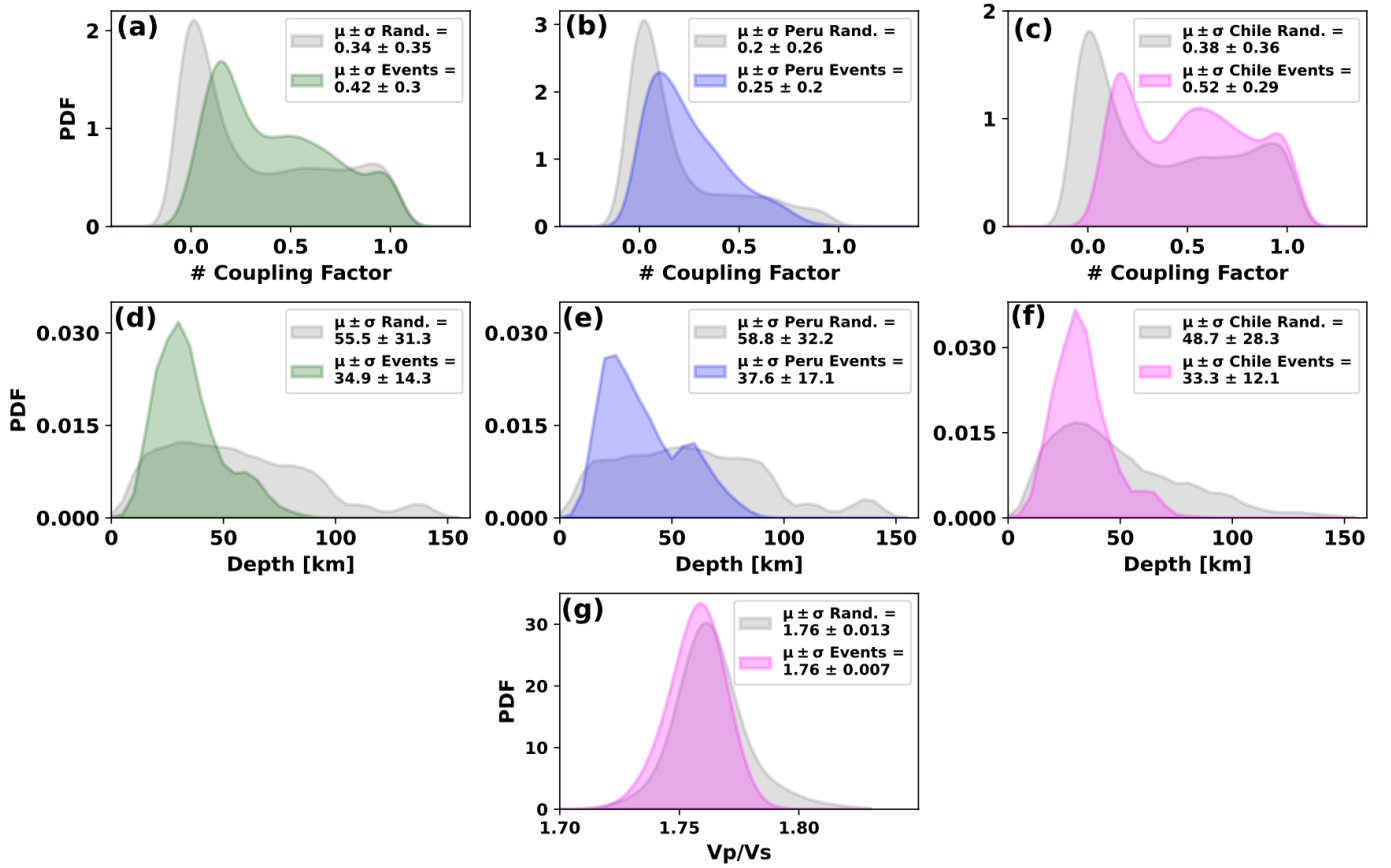 (a)
μ ± σ Rand. =
0.34 ± 0.35
μ ± σ Events =
0.42 ± 0.3
PDF
2
1
0
0.0 0.5 1.0
# Coupling Factor
(b)
μ ± σ Peru Rand. =
0.2 ± 0.26
μ ± σ Peru Events =
0.25 ± 0.2
3
2
1
0
0.0 0.5 1.0
# Coupling Factor
(c)
μ ± σ Chile Rand. =
0.38 ± 0.36
μ ± σ Chile Events =
0.52 ± 0.29
2
1
0
0.0 0.5 1.0
# Coupling Factor
(d)
μ ± σ Rand. =
55.5 ± 31.3
μ ± σ Events =
34.9 ± 14.3
PDF
0.030
0.015
0.000
0 50 100 150
Depth [km]
(e)
μ ± σ Peru Rand. =
58.8 ± 32.2
μ ± σ Peru Events =
37.6 ± 17.1
0.030
0.015
0.000
0 50 100 150
Depth [km]
(f)
μ ± σ Chile Rand. =
48.7 ± 28.3
μ ± σ Chile Events =
33.3 ± 12.1
0.030
0.015
0.000
0 50 100 150
Depth [km]
(g)
μ ± σ Rand. =
1.76 ± 0.013
μ ± σ Events =
1.76 ± 0.007
PDF
30
20
10
0
1.70 1.75 1.80
Vp/Vs